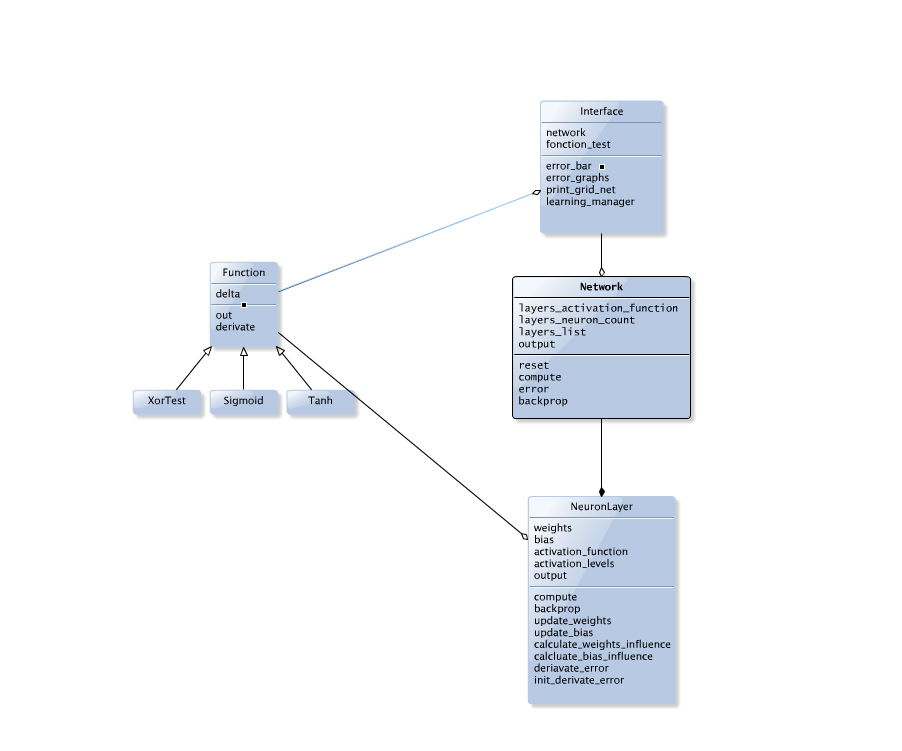 Interface
network
fonction_test
error_bar
error_graphs
print_grid_net
learning_manager
Function
delta
out
derivate
XorTest
Sigmoid
Tanh
Network
layers_activation_function
layers_neuron_count
layers_list
output
reset
compute
error
backprop
NeuronLayer
weights
bias
activation_function
activation_levels
output
compute
backprop
update_weights
update_bias
calculate_weights_influence
calcluate_bias_influence
deriavate_error
init_derivate_error